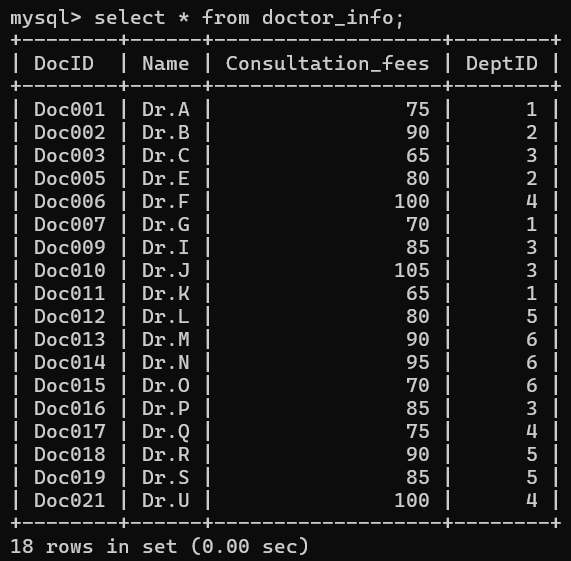 mysql> select * from doctor_info;
+--------+------+-------------------+--------+
| DocID  | Name | Consultation_fees | DeptID |
+--------+------+-------------------+--------+
| Doc001 | Dr.A |                75 |      1 |
| Doc002 | Dr.B |                90 |      2 |
| Doc003 | Dr.C |                65 |      3 |
| Doc005 | Dr.E |                80 |      2 |
| Doc006 | Dr.F |               100 |      4 |
| Doc007 | Dr.G |                70 |      1 |
| Doc009 | Dr.I |                85 |      3 |
| Doc010 | Dr.J |               105 |      3 |
| Doc011 | Dr.K |                65 |      1 |
| Doc012 | Dr.L |                80 |      5 |
| Doc013 | Dr.M |                90 |      6 |
| Doc014 | Dr.N |                95 |      6 |
| Doc015 | Dr.O |                70 |      6 |
| Doc016 | Dr.P |                85 |      3 |
| Doc017 | Dr.Q |                75 |      4 |
| Doc018 | Dr.R |                90 |      5 |
| Doc019 | Dr.S |                85 |      5 |
| Doc021 | Dr.U |               100 |      4 |
+--------+------+-------------------+--------+
18 rows in set (0.00 sec)